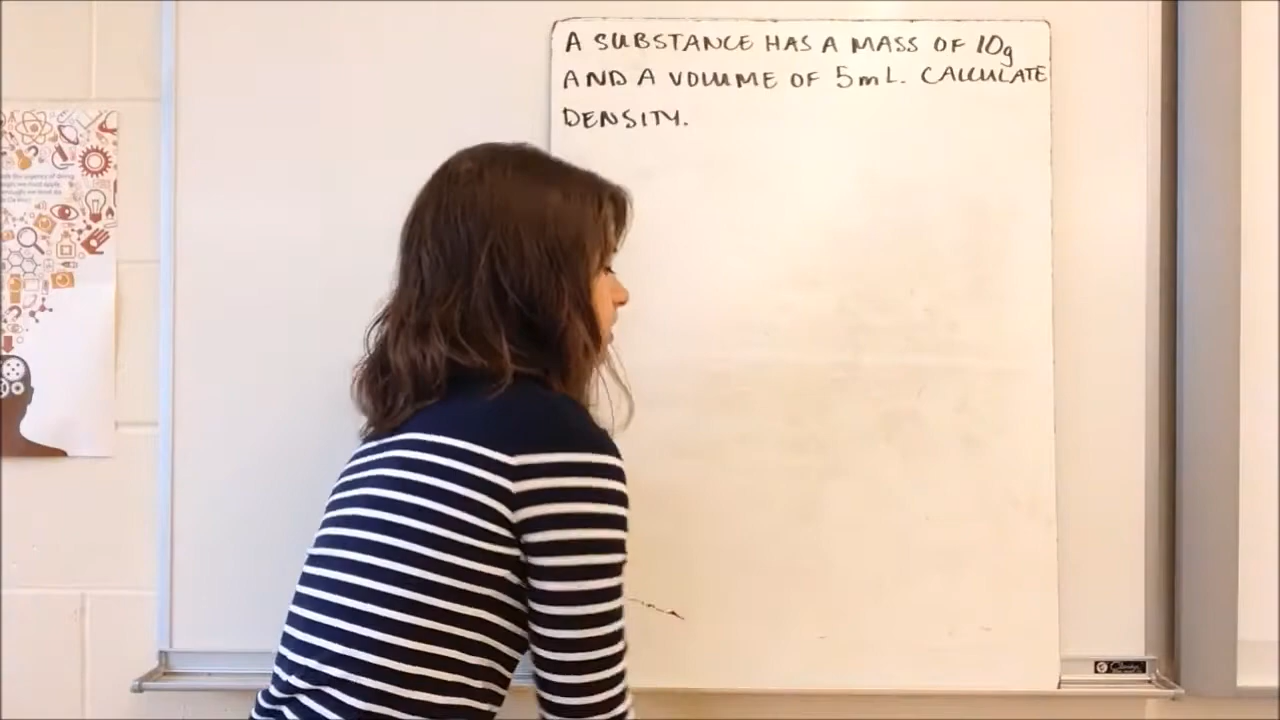 A SUBSTANCE HAS A MASS OF 10g
AND A VOLUME OF 5mL. CALCULATE
DENSITY.